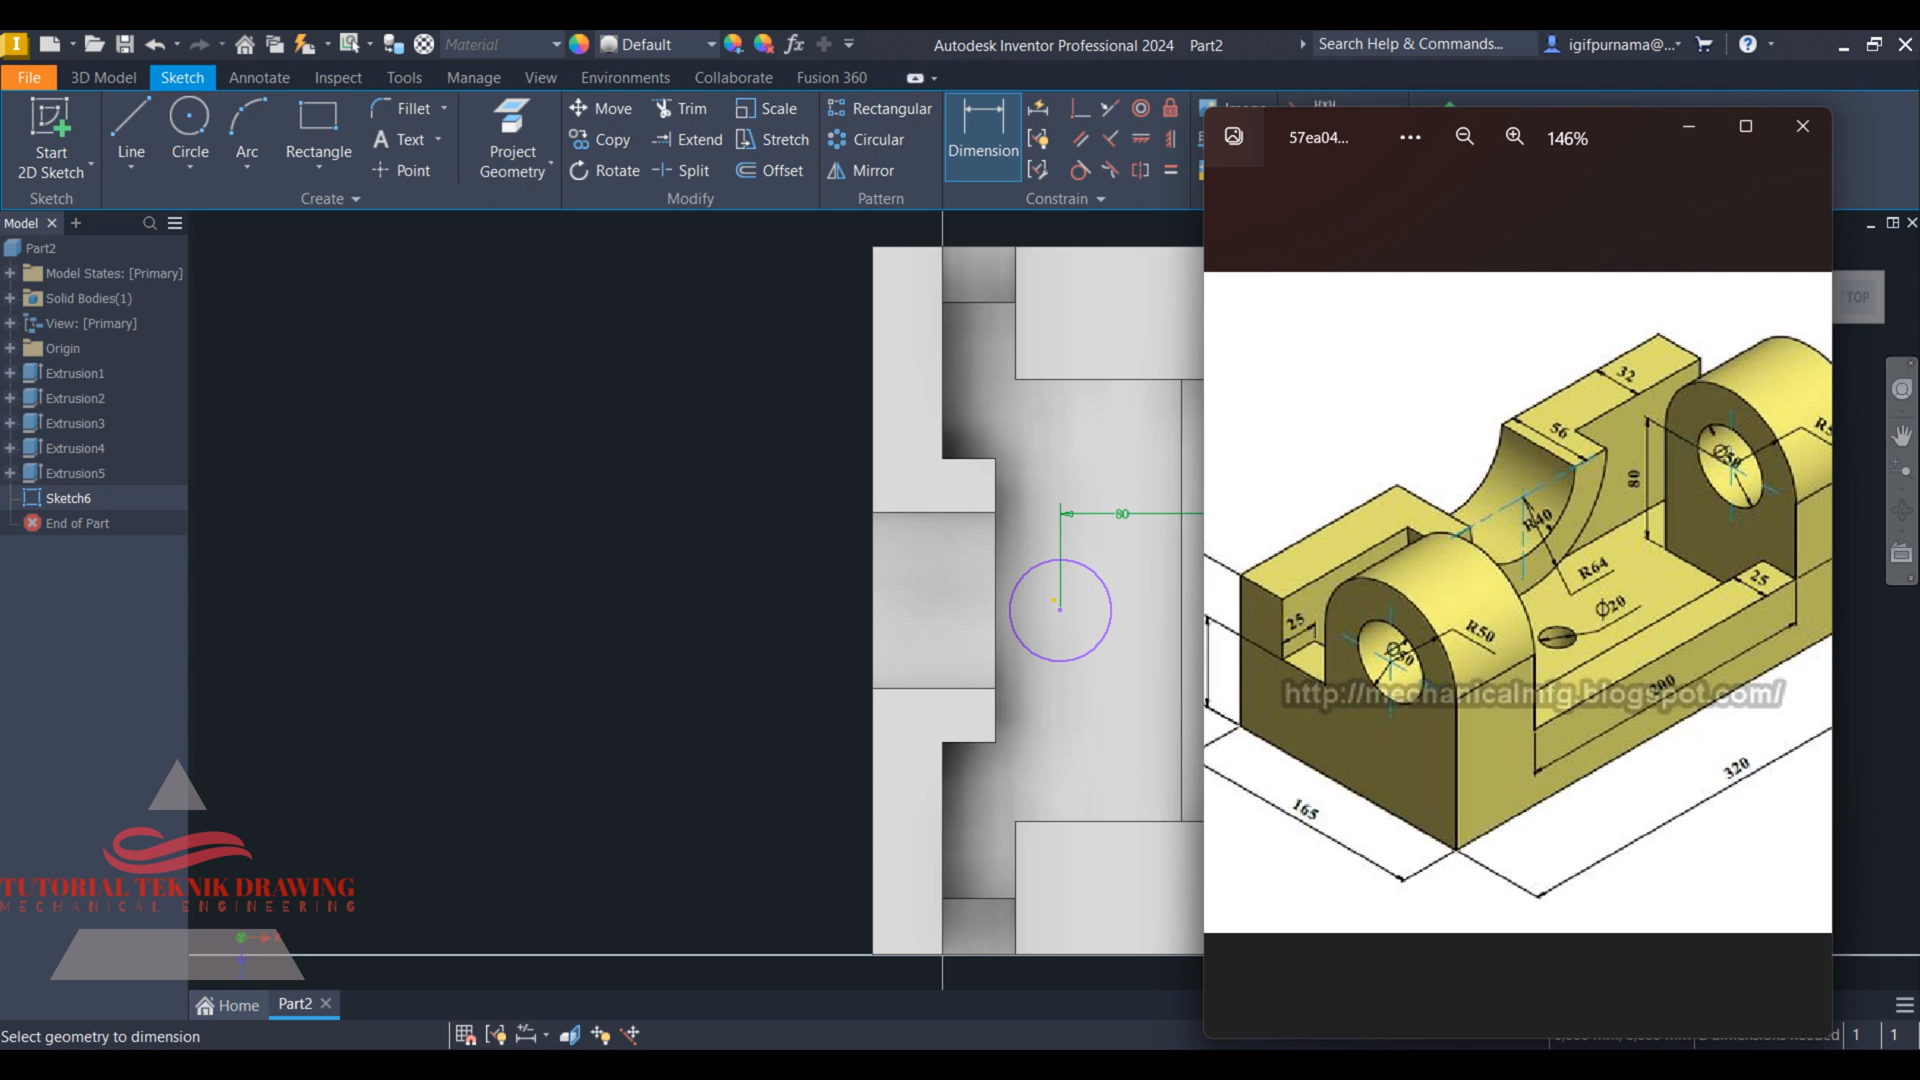 Material
Default
fx
Autodesk Inventor Professional 2024 Part2
Search Help & Commands...
igifpurnama@...
File
3D Model
Sketch
Annotate
Inspect
Tools
Manage
View
Environments
Collaborate
Fusion 360
Start
2D Sketch
Line
Circle
Arc
Rectangle
Fillet
Text
Point
Project
Geometry
Move
Copy
Rotate
Trim
Extend
Split
Scale
Stretch
Offset
Rectangular
Circular
Mirror
Dimension
Sketch
Create
Modify
Pattern
Constrain
57ea04...
146%
Model
Part2
Model States: [Primary]
Solid Bodies(1)
View: [Primary]
Origin
Extrusion1
Extrusion2
Extrusion3
Extrusion4
Extrusion5
Sketch6
End of Part
80
TOP
32
56
80
Ø50
R40
R64
25
Ø20
25
R50
Ø50
200
http://mechanicalmfg.blogspot.com/
320
165
TUTORIAL TEKNIK DRAWING
MECHANICAL ENGINEERING
Home
Part2
Select geometry to dimension
1
1